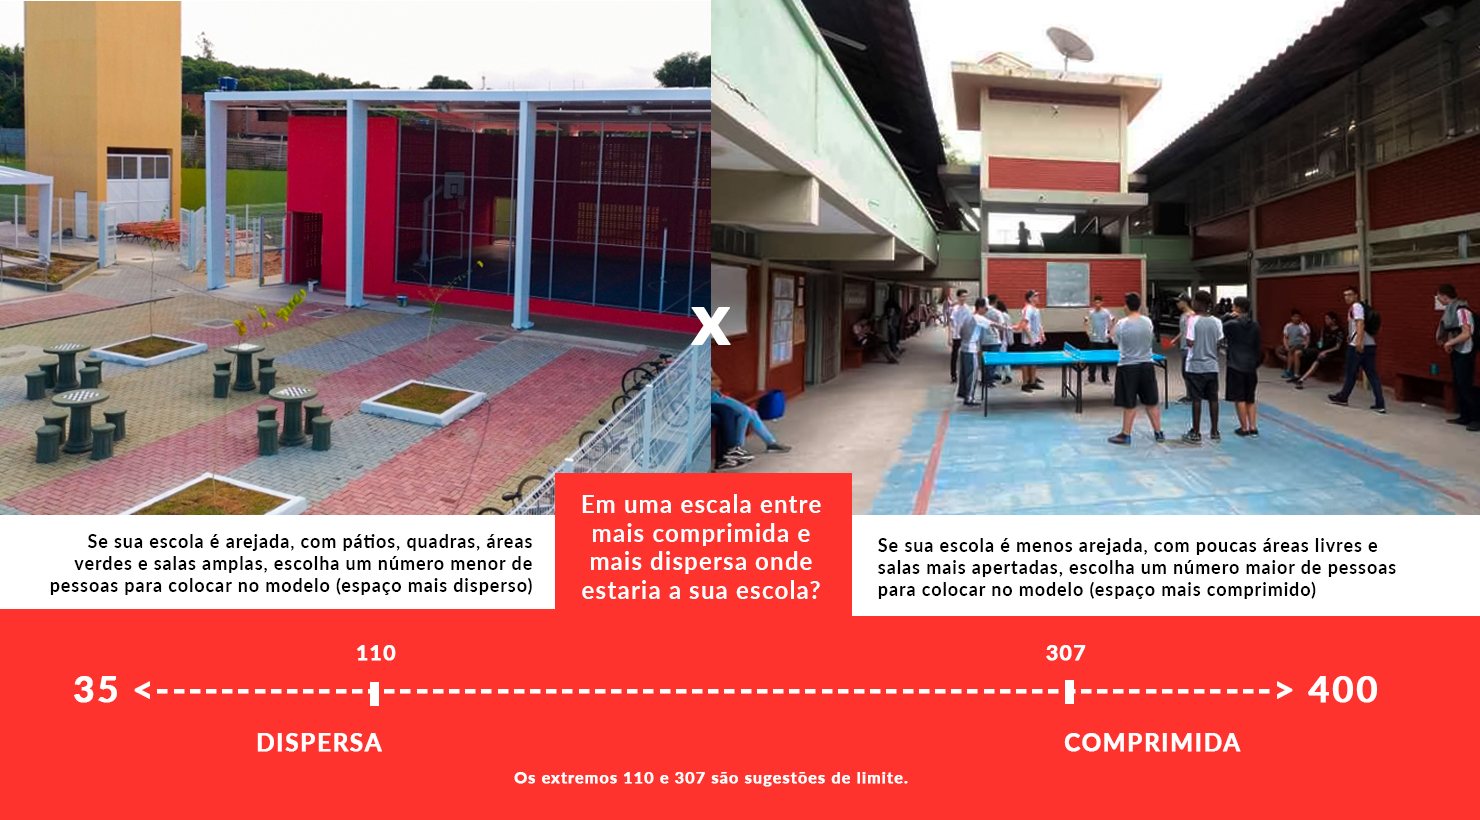 x
Em uma escala entre
mais comprimida e
mais dispersa onde
estaria a sua escola?
Se sua escola é arejada, com pátios, quadras, áreas
verdes e salas amplas, escolha um número menor de
pessoas para colocar no modelo (espaço mais disperso)
Se sua escola é menos arejada, com poucas áreas livres e
salas mais apertadas, escolha um número maior de pessoas
para colocar no modelo (espaço mais comprimido)
110
307
35 < > 400
DISPERSA
COMPRIMIDA
Os extremos 110 e 307 são sugestões de limite.